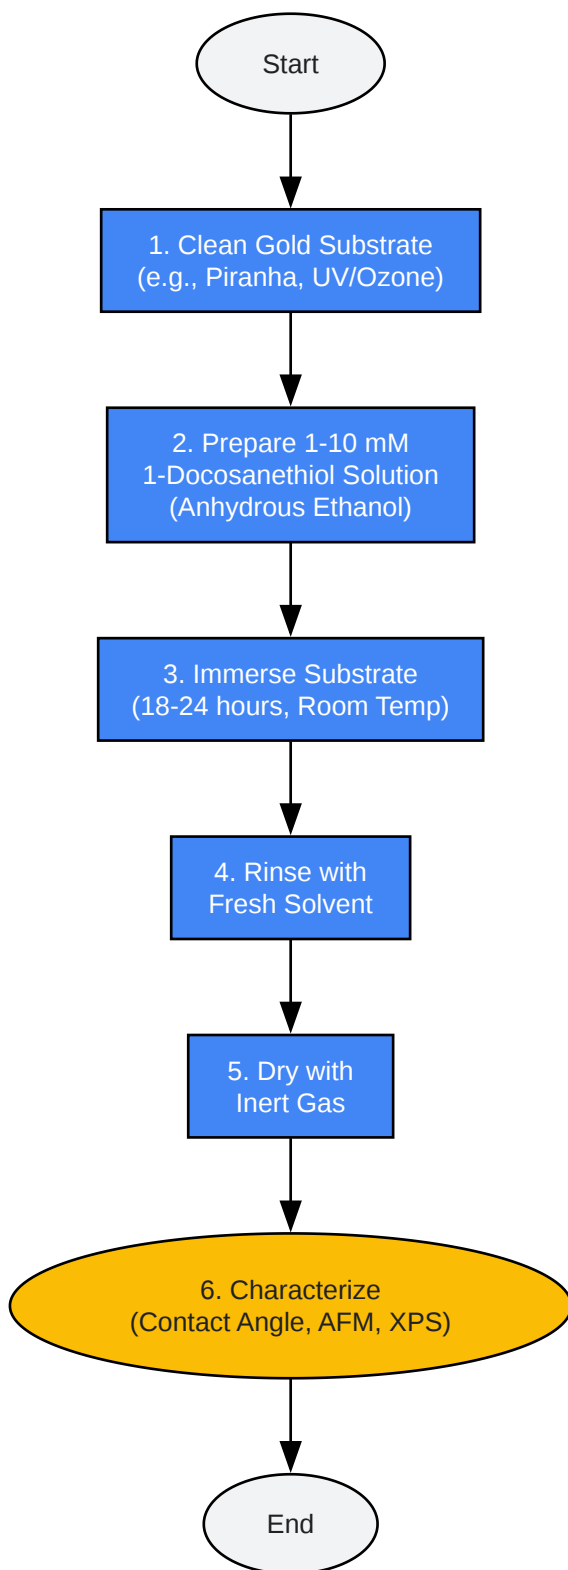 Start
1. Clean Gold Substrate
(e.g., Piranha, UV/Ozone)
2. Prepare 1-10 mM
1-Docosanethiol Solution
(Anhydrous Ethanol)
3. Immerse Substrate
(18-24 hours, Room Temp)
4. Rinse with
Fresh Solvent
5. Dry with
Inert Gas
6. Characterize
(Contact Angle, AFM, XPS)
End